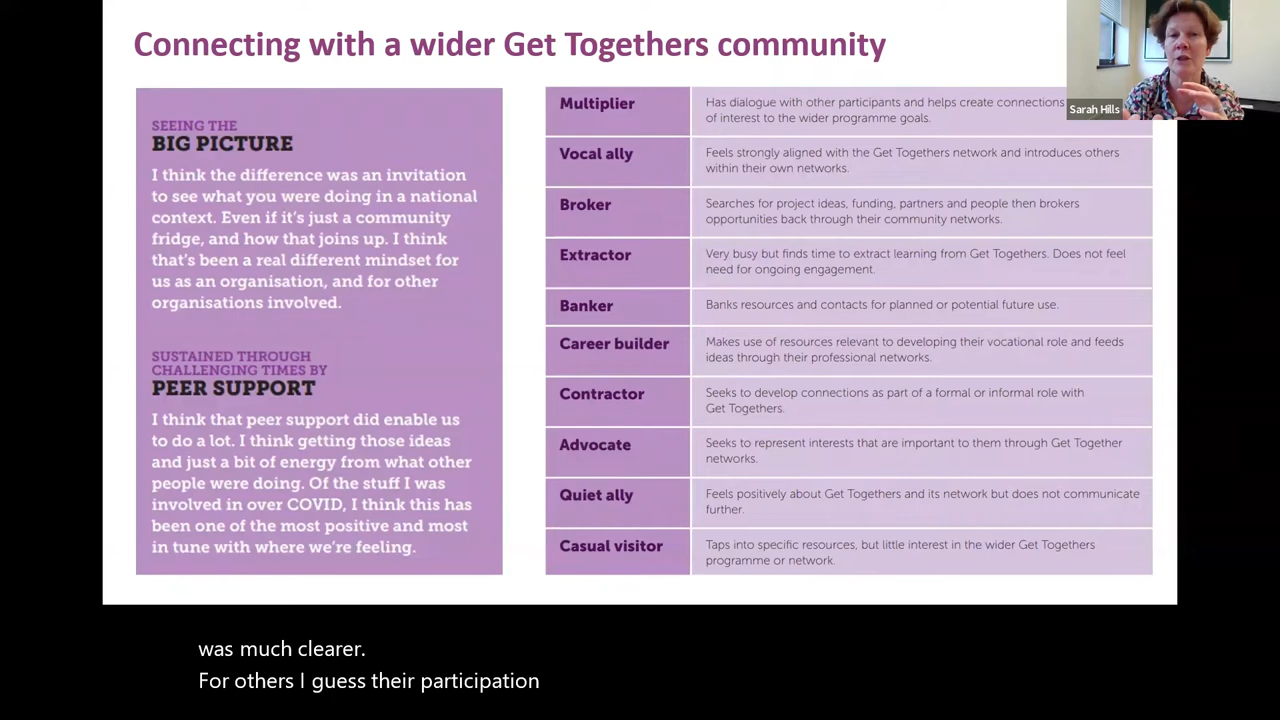 Connecting with a wider Get Togethers community
Sarah Hills
SEEING THE
BIG PICTURE
I think the difference was an invitation
to see what you were doing in a national
context. Even if it's just a community
fridge, and how that joins up. I think
that's been a real different mindset for
us as an organisation, and for other
organisations involved.
SUSTAINED THROUGH
CHALLENGING TIMES BY
PEER SUPPORT
I think that peer support did enable us
to do a lot. I think getting those ideas
and just a bit of energy from what other
people were doing. Of the stuff I was
involved in over COVID, I think this has
been one of the most positive and most
in tune with where we're feeling.
Multiplier
Has dialogue with other participants and helps create connections
of interest to the wider programme goals.
Vocal ally
Feels strongly aligned with the Get Togethers network and introduces others
within their own networks.
Broker
Searches for project ideas, funding, partners and people then brokers
opportunities back through their community networks.
Extractor
Very busy but finds time to extract learning from Get Togethers. Does not feel
need for ongoing engagement.
Banker
Banks resources and contacts for planned or potential future use.
Career builder
Makes use of resources relevant to developing their vocational role and feeds
ideas through their professional networks.
Contractor
Seeks to develop connections as part of a formal or informal role with
Get Togethers.
Advocate
Seeks to represent interests that are important to them through Get Together
networks.
Quiet ally
Feels positively about Get Togethers and its network but does not communicate
further.
Casual visitor
Taps into specific resources, but little interest in the wider Get Togethers
programme or network.
was much clearer.
For others I guess their participation